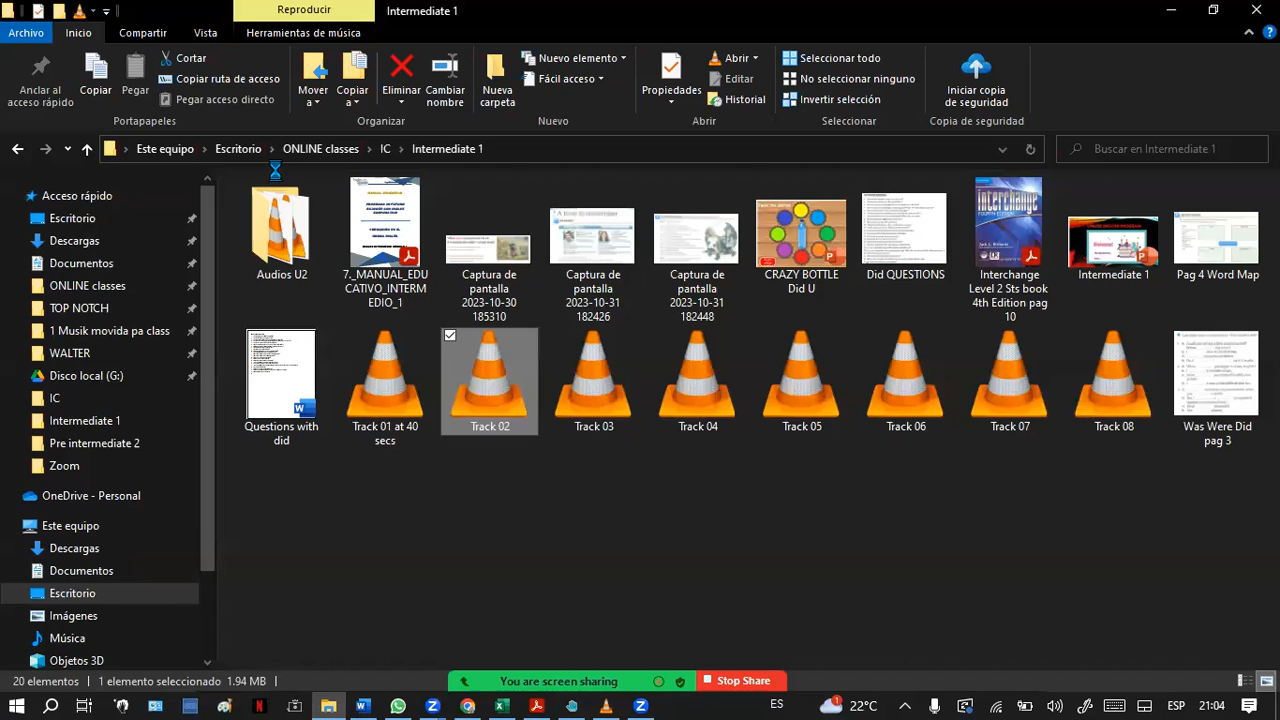 Reproducir
Intermediate 1
Archivo
Inicio
Compartir
Vista
Herramientas de música
Anclar al
acceso rápido
Copiar
Pegar
Cortar
Copiar ruta de acceso
Pegar acceso directo
Portapapeles
Mover
a
Copiar
a
Eliminar
Cambiar
nombre
Organizar
Nueva
carpeta
Nuevo elemento
Fácil acceso
Nuevo
Propiedades
Abrir
Editar
Historial
Abrir
Seleccionar todo
No seleccionar ninguno
Invertir selección
Seleccionar
Iniciar copia
de seguridad
Copia de seguridad
Este equipo > Escritorio > ONLINE classes > IC > Intermediate 1
Buscar en Intermediate 1
Acceso rápido
Escritorio
Descargas
Documentos
ONLINE classes
TOP NOTCH
1 Musik movida pa class
WALTER
Disco local (G:)
IC
Intermediate 1
Pre intermediate 2
Zoom
OneDrive - Personal
Este equipo
Descargas
Documentos
Escritorio
Imágenes
Música
Objetos 3D
Audios U2
7_MANUAL_EDU
CATIVO_INTERM
EDIO_1
Captura de
pantalla
2023-10-30
185310
Captura de
pantalla
2023-10-31
182426
Captura de
pantalla
2023-10-31
182448
CRAZY BOTTLE
Did U
Did QUESTIONS
Interchange
Level 2 Sts book
4th Edition pag
10
Intermediate 1
Pag 4 Word Map
Questions with
did
Track 01 at 40
secs
Track 02
Track 03
Track 04
Track 05
Track 06
Track 07
Track 08
Was Were Did
pag 3
20 elementos
1 elemento seleccionado 1.94 MB
You are screen sharing
Stop Share
1
22°C
ES
21:04